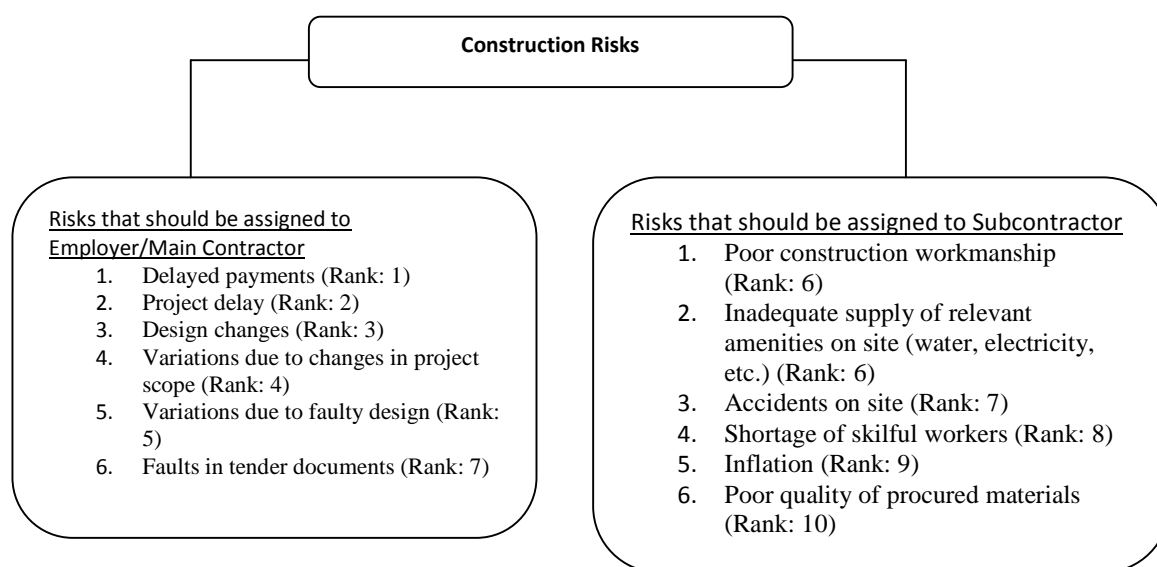 Construction Risks
Risks that should be assigned to
Employer/Main Contractor
1. Delayed payments (Rank: 1)
2. Project delay (Rank: 2)
3. Design changes (Rank: 3)
4. Variations due to changes in project
scope (Rank: 4)
5. Variations due to faulty design (Rank:
5)
6. Faults in tender documents (Rank: 7)
Risks that should be assigned to Subcontractor
1. Poor construction workmanship
(Rank: 6)
2. Inadequate supply of relevant
amenities on site (water, electricity,
etc.) (Rank: 6)
3. Accidents on site (Rank: 7)
4. Shortage of skilful workers (Rank: 8)
5. Inflation (Rank: 9)
6. Poor quality of procured materials
(Rank: 10)